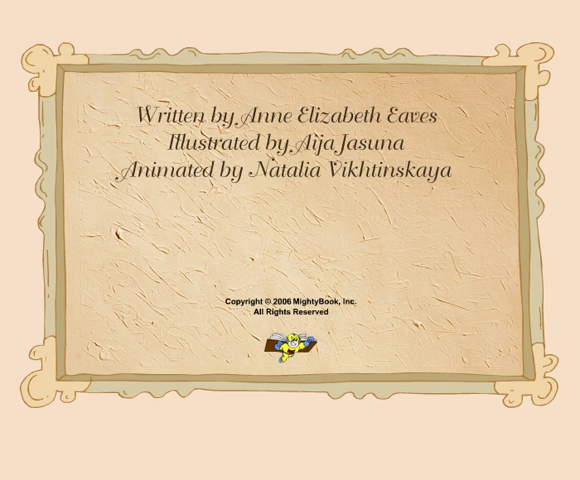 Written by Anne Elizabeth Eaves
Illustrated by Aija Jasuna
Animated by Natalia Vikhtinskaya
Copyright © 2006 MightyBook, Inc.
All Rights Reserved